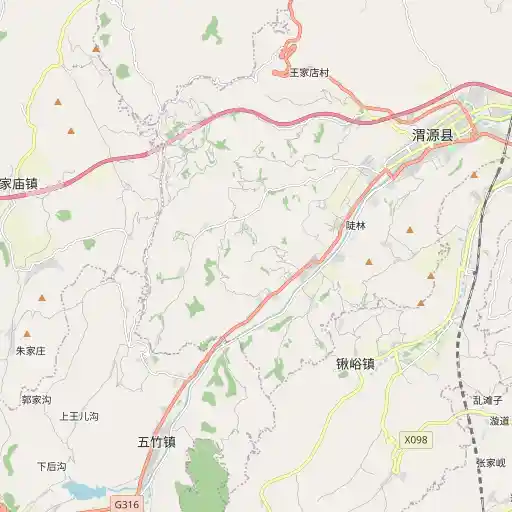 王家店村
渭源县
家庙镇
陡林
朱家庄
锹峪镇
郭家沟
乱滩子
上王儿沟
漩道
五竹镇
X098
下后沟
张家岘
G316